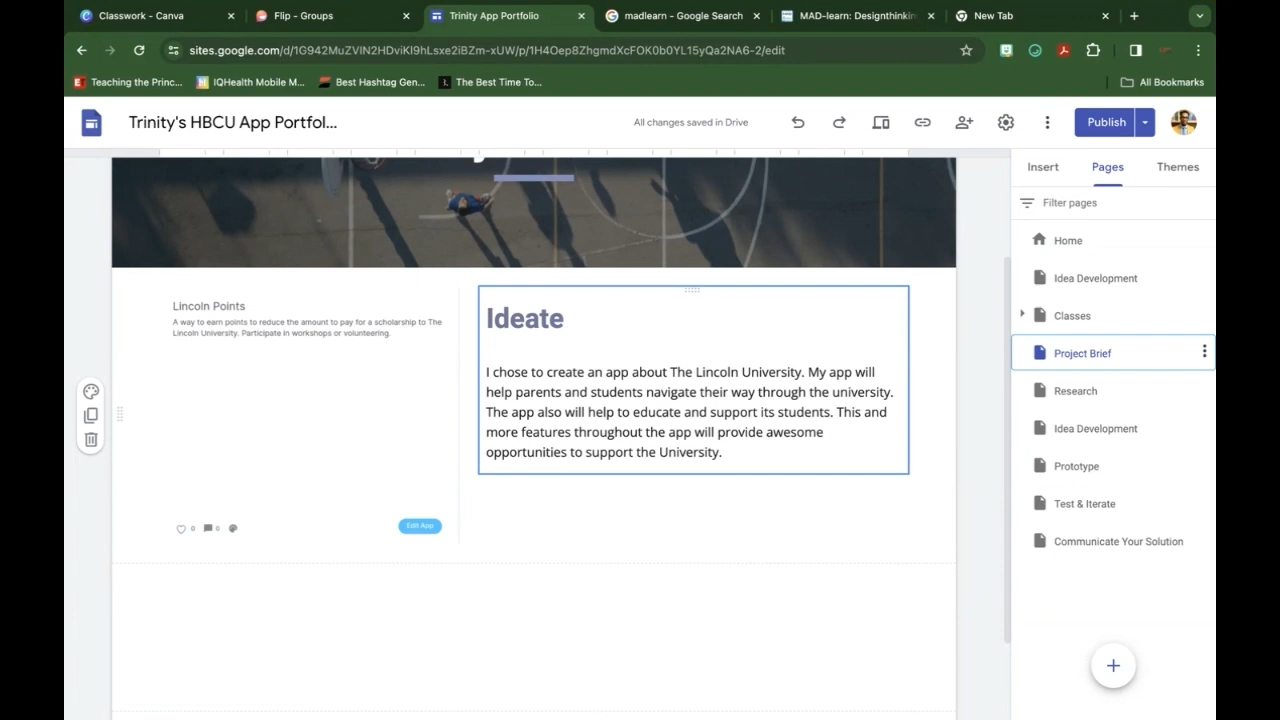 Classwork - Canva
Flip - Groups
Trinity App Portfolio
madlearn - Google Search
MAD-learn: Designthinkin
New Tab
sites.google.com/d/1G942MuZVIN2HDviKI9hLsxe2iBZm-xUW/p/1H4Oep8ZhgmdXcFOK0b0YL15yQa2NA6-2/edit
Teaching the Princ...
IQHealth Mobile M...
Best Hashtag Gen...
The Best Time To...
All Bookmarks
Trinity's HBCU App Portfol...
All changes saved in Drive
Publish
Insert
Pages
Themes
Filter pages
Home
Idea Development
Classes
Project Brief
Research
Idea Development
Prototype
Test & Iterate
Communicate Your Solution
Lincoln Points
A way to earn points to reduce the amount to pay for a scholarship to The
Lincoln University. Participate in workshops or volunteering.
0
0
Edit App
Ideate
I chose to create an app about The Lincoln University. My app will
help parents and students navigate their way through the university.
The app also will help to educate and support its students. This and
more features throughout the app will provide awesome
opportunities to support the University.